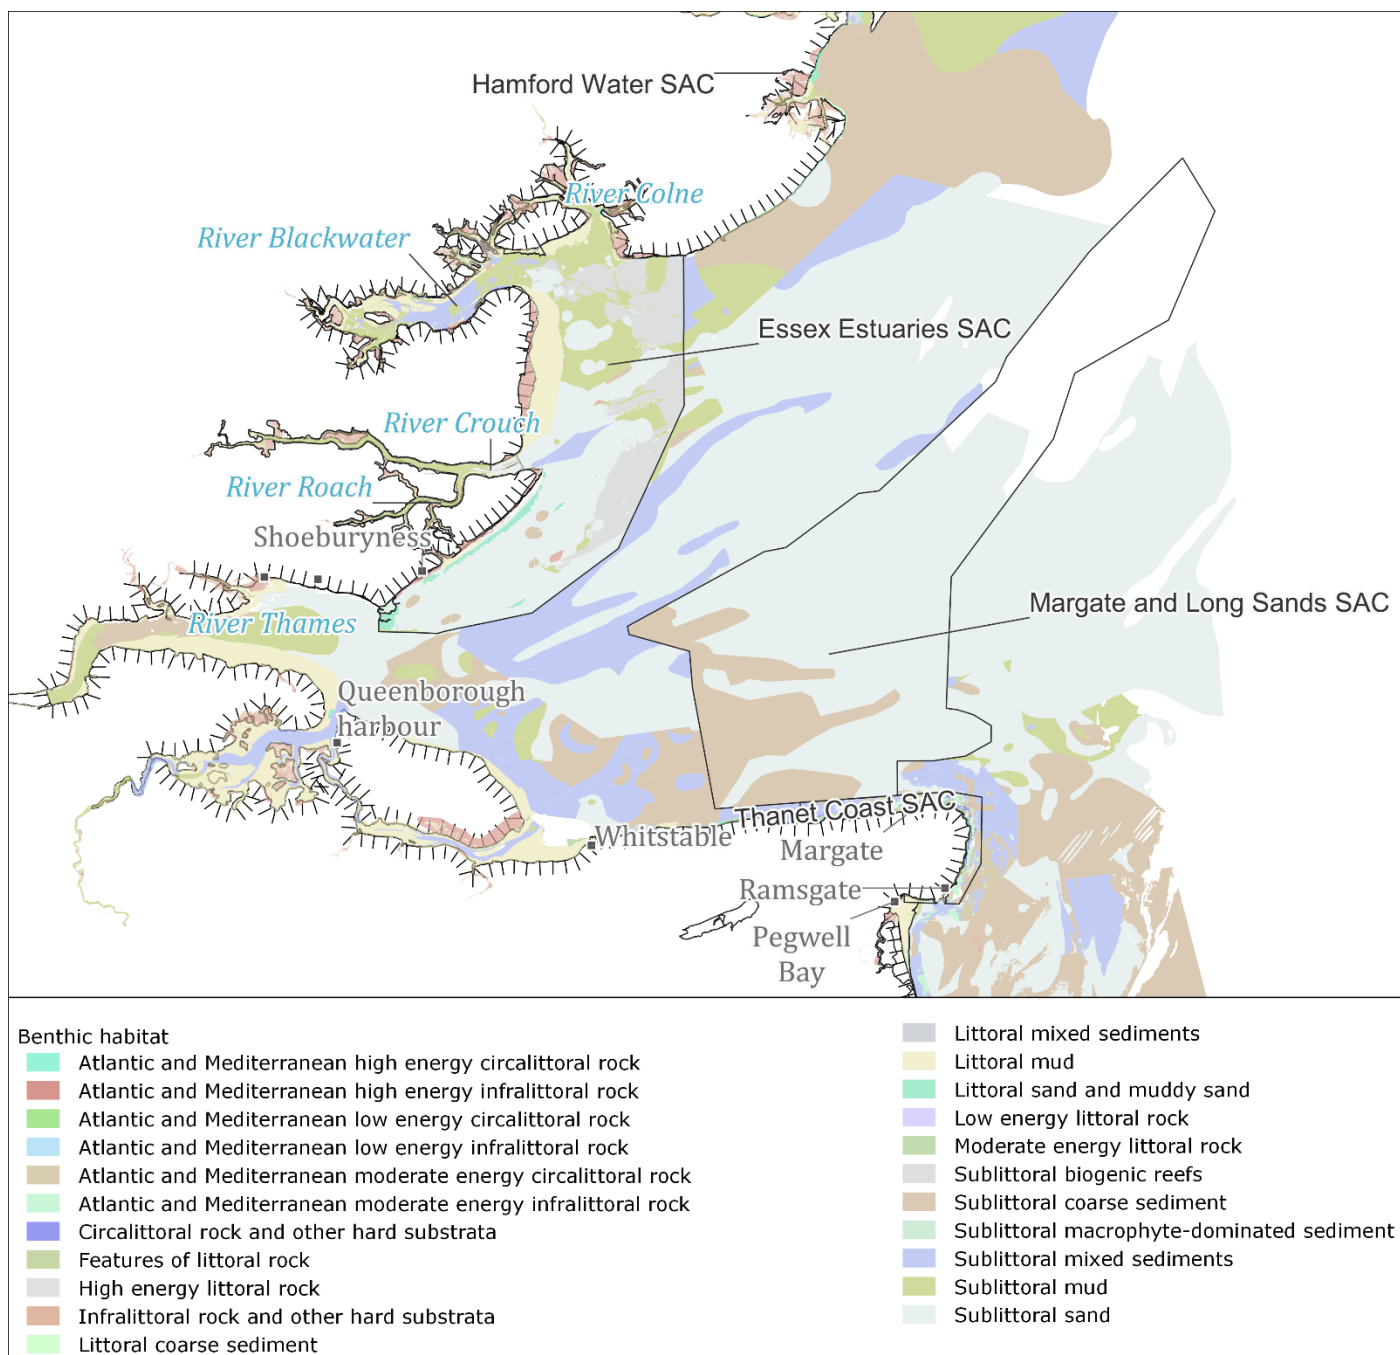 Hamford Water SAC
River Colne
River Blackwater
Essex Estuaries SAC
River Crouch
River Roach
Shoeburyness
Margate and Long Sands SAC
River Thames
Queenborough
harbour
Thanet Coast SAC
Whitstable
Margate
Ramsgate
Pegwell
Bay
Benthic habitat
Atlantic and Mediterranean high energy circalittoral rock
Atlantic and Mediterranean high energy infralittoral rock
Atlantic and Mediterranean low energy circalittoral rock
Atlantic and Mediterranean low energy infralittoral rock
Atlantic and Mediterranean moderate energy circalittoral rock
Atlantic and Mediterranean moderate energy infralittoral rock
Circalittoral rock and other hard substrata
Features of littoral rock
High energy littoral rock
Infralittoral rock and other hard substrata
Littoral coarse sediment
Littoral mixed sediments
Littoral mud
Littoral sand and muddy sand
Low energy littoral rock
Moderate energy littoral rock
Sublittoral biogenic reefs
Sublittoral coarse sediment
Sublittoral macrophyte-dominated sediment
Sublittoral mixed sediments
Sublittoral mud
Sublittoral sand